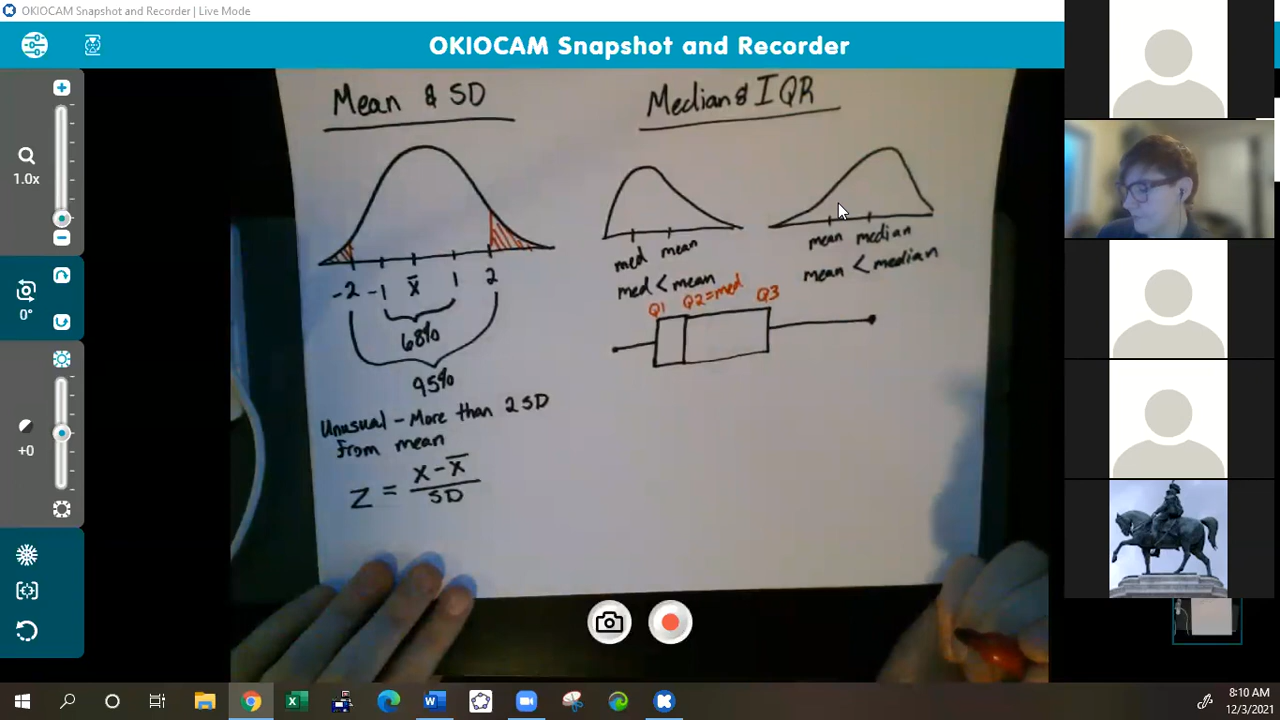 OKIOCAM Snapshot and Recorder | Live Mode
OKIOCAM Snapshot and Recorder
1.0x
0°
+0
Mean & SD
-2 -1 x̄ 1 2
68%
95%
Unusual - More than 2 SD
from mean
Z = x - x̄
SD
Median & IQR
med mean
med < mean
mean median
mean < median
Q1 Q2=med Q3
8:10 AM
12/3/2021